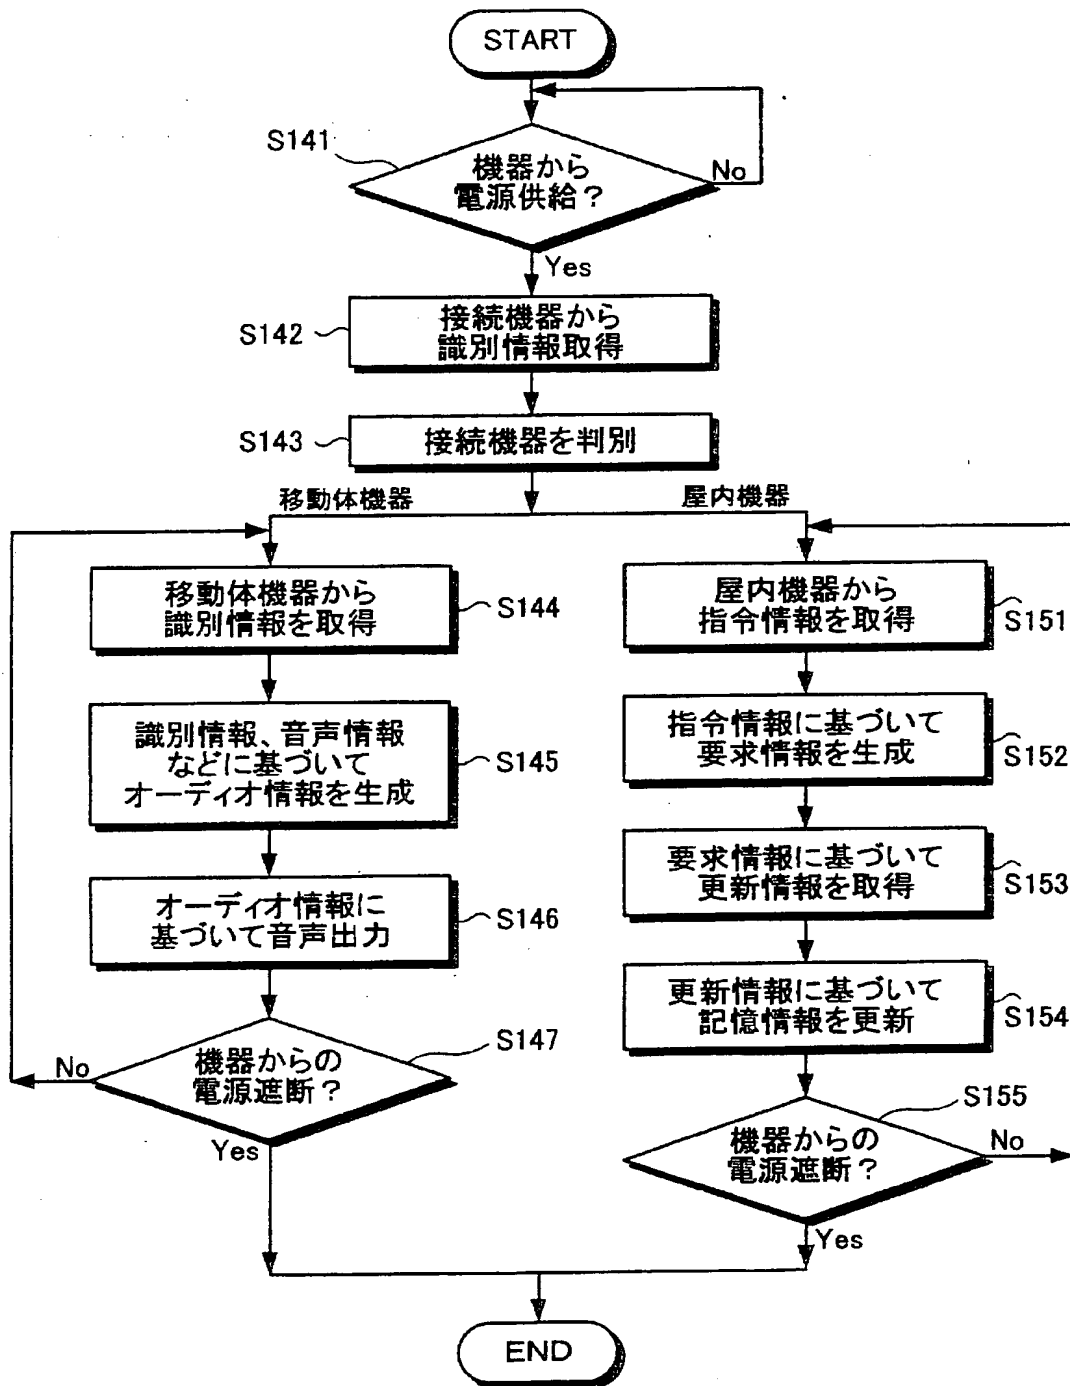 START
S141
機器から
電源供給？
No
Yes
S142
接続機器から
識別情報取得
S143
接続機器を判別
移動体機器
屋内機器
移動体機器から
識別情報を取得
S144
識別情報、音声情報
などに基づいて
オーディオ情報を生成
S145
オーディオ情報に
基づいて音声出力
S146
機器からの
電源遮断？
S147
No
Yes
屋内機器から
指令情報を取得
S151
指令情報に基づいて
要求情報を生成
S152
要求情報に基づいて
更新情報を取得
S153
更新情報に基づいて
記憶情報を更新
S154
S155
機器からの
電源遮断？
No
Yes
END